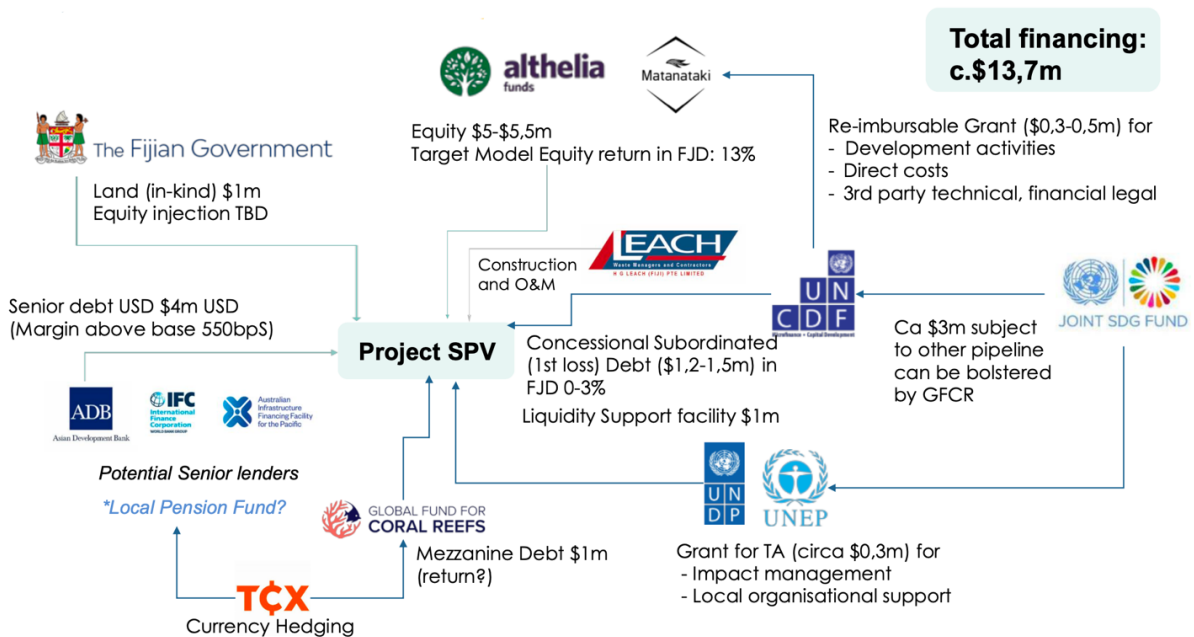 Total financing:
c.$13,7m
althelia
funds
Matanataki
The Fijian Government
Land (in-kind) $1m
Equity injection TBD
Equity $5-$5,5m
Target Model Equity return in FJD: 13%
Re-imbursable Grant ($0,3-0,5m) for
- Development activities
- Direct costs
- 3rd party technical, financial legal
LEACH
Waste Managers and Contractors
H G LEACH (FIJI) PTE LIMITED
Construction
and O&M
Senior debt USD $4m USD
(Margin above base 550bpS)
Project SPV
Concessional Subordinated
(1st loss) Debt ($1,2-1,5m) in
FJD 0-3%
Liquidity Support facility $1m
UN
CDF
Microfinance • Capital Development
JOINT SDG FUND
Ca $3m subject
to other pipeline
can be bolstered
by GFCR
ADB
Asian Development Bank
IFC
International
Finance
Corporation
WORLD BANK GROUP
Australian
Infrastructure
Financing Facility
for the Pacific
Potential Senior lenders
*Local Pension Fund?
GLOBAL FUND FOR
CORAL REEFS
Mezzanine Debt $1m
(return?)
TCX
Currency Hedging
UN
DP
UNEP
Grant for TA (circa $0,3m) for
- Impact management
- Local organisational support